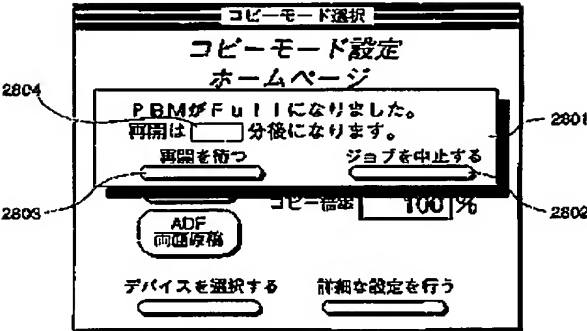 コピーモード選択
コピーモード設定
ホームページ
2804
PBMがFullになりました。
再開は 分後になります。
2801
再開を待つ ジョブを中止する
2803
コピー倍率 100 %
2802
ADF
両面原稿
デバイスを選択する 詳細な設定を行う